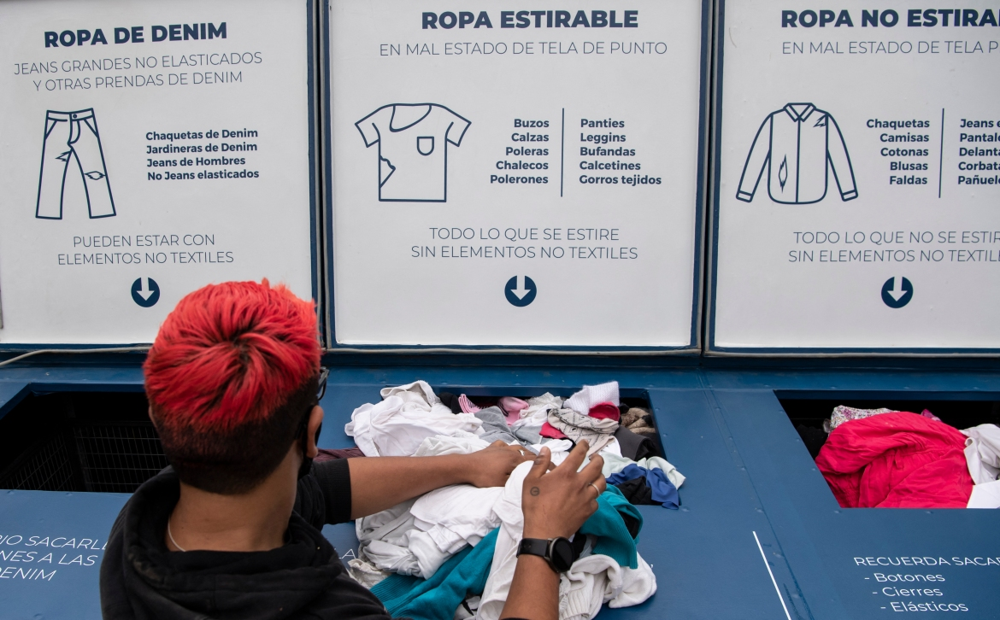 ROPA DE DENIM
JEANS GRANDES NO ELASTICADOS
Y OTRAS PRENDAS DE DENIM
Chaquetas de Denim
Jardineras de Denim
Jeans de Hombres
No Jeans elasticados
PUEDEN ESTAR CON
ELEMENTOS NO TEXTILES
ROPA ESTIRABLE
EN MAL ESTADO DE TELA DE PUNTO
Buzos
Calzas
Poleras
Chalecos
Polerones
Panties
Leggins
Bufandas
Calcetines
Gorros tejidos
TODO LO QUE SE ESTIRE
SIN ELEMENTOS NO TEXTILES
ROPA NO ESTIRA
EN MAL ESTADO DE TELA P
Chaquetas
Camisas
Cotonas
Blusas
Faldas
Jeans e
Pantal
Delant
Corbat
Pañuel
TODO LO QUE NO SE ESTIR
SIN ELEMENTOS NO TEXTIL
SACARL
NES A LAS
DENIM
RECUERDA SACAR
- Botones
- Cierres
- Elásticos